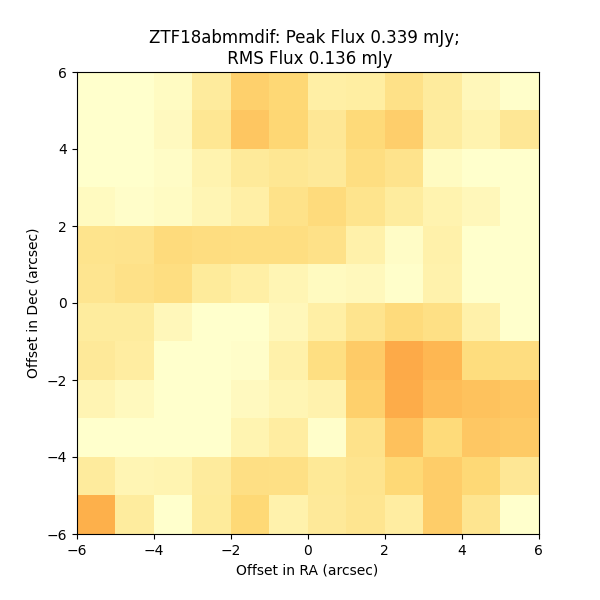 ZTF18abmmdif: Peak Flux 0.339 mJy;
RMS Flux 0.136 mJy
6
4
2
0
−2
−4
−6
Offset in Dec (arcsec)
−6 −4 −2 0 2 4 6
Offset in RA (arcsec)